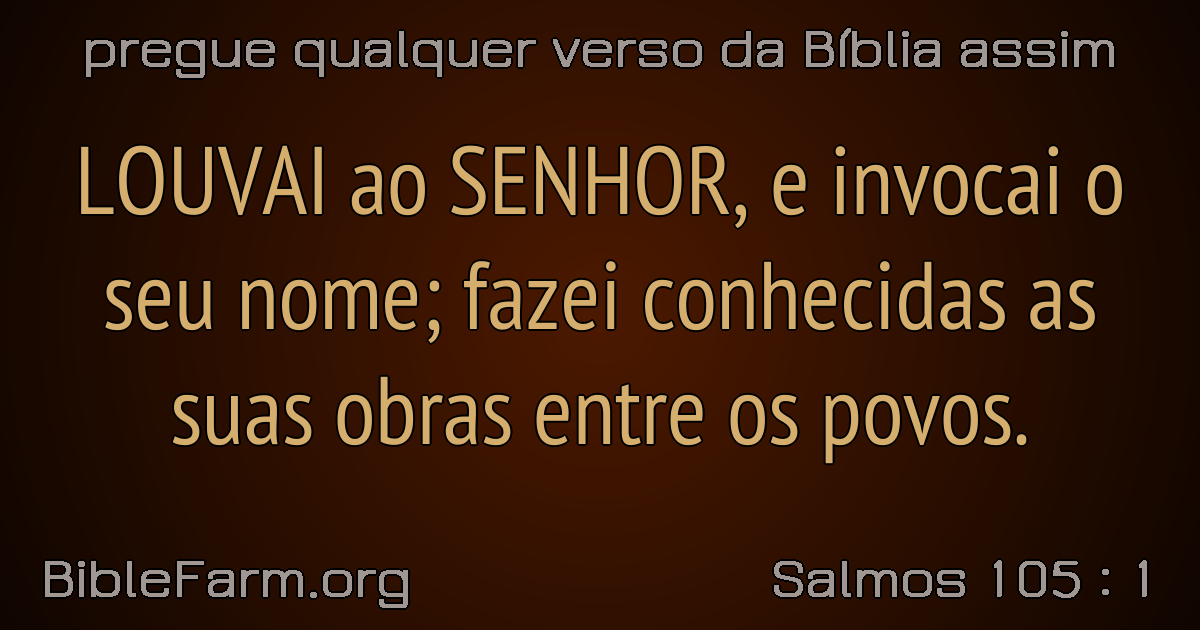 pregue qualquer verso da Bíblia assim
LOUVAI ao SENHOR, e invocai o
seu nome; fazei conhecidas as
suas obras entre os povos.
BibleFarm.org
Salmos 105 : 1